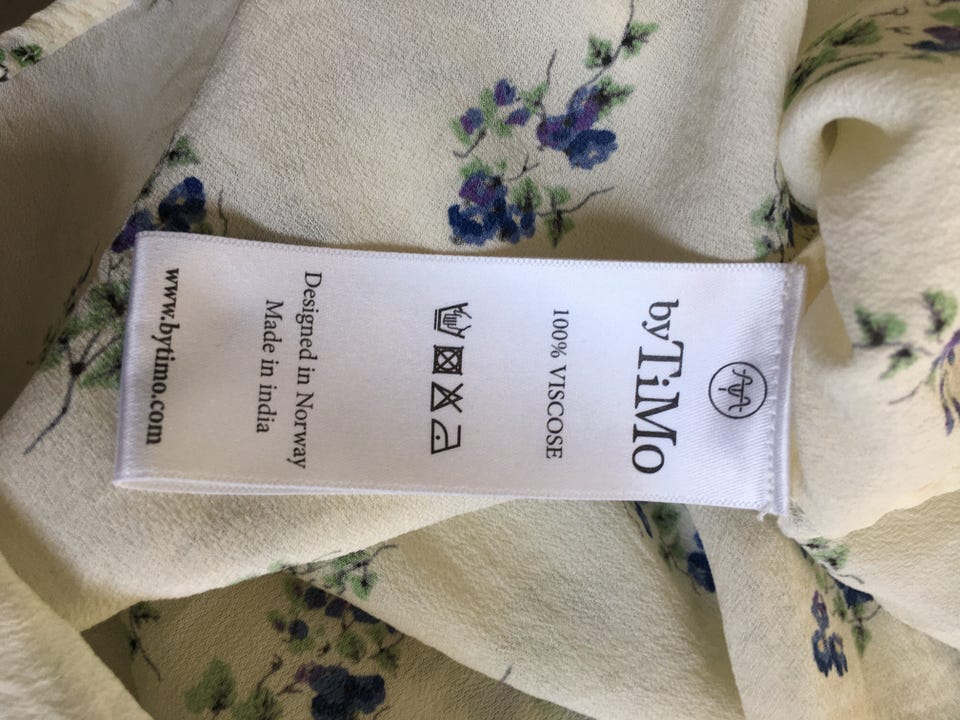 byTiMo
100% VISCOSE
Designed in Norway
Made in india
www.bytimo.com